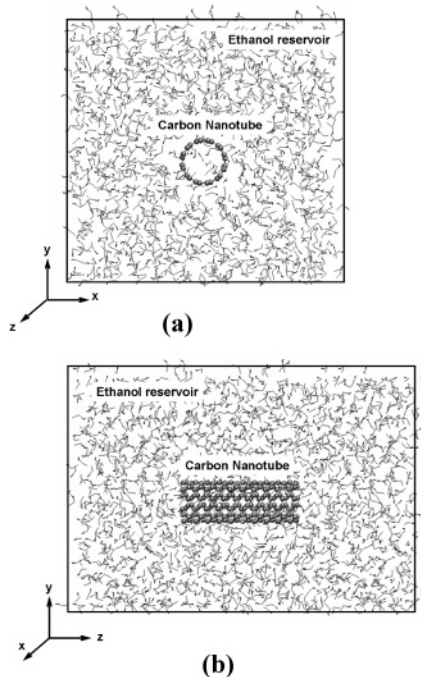 Ethanol reservoir
Carbon Nanotube
y
x
z
(a)
Ethanol reservoir
Carbon Nanotube
y
z
x
(b)